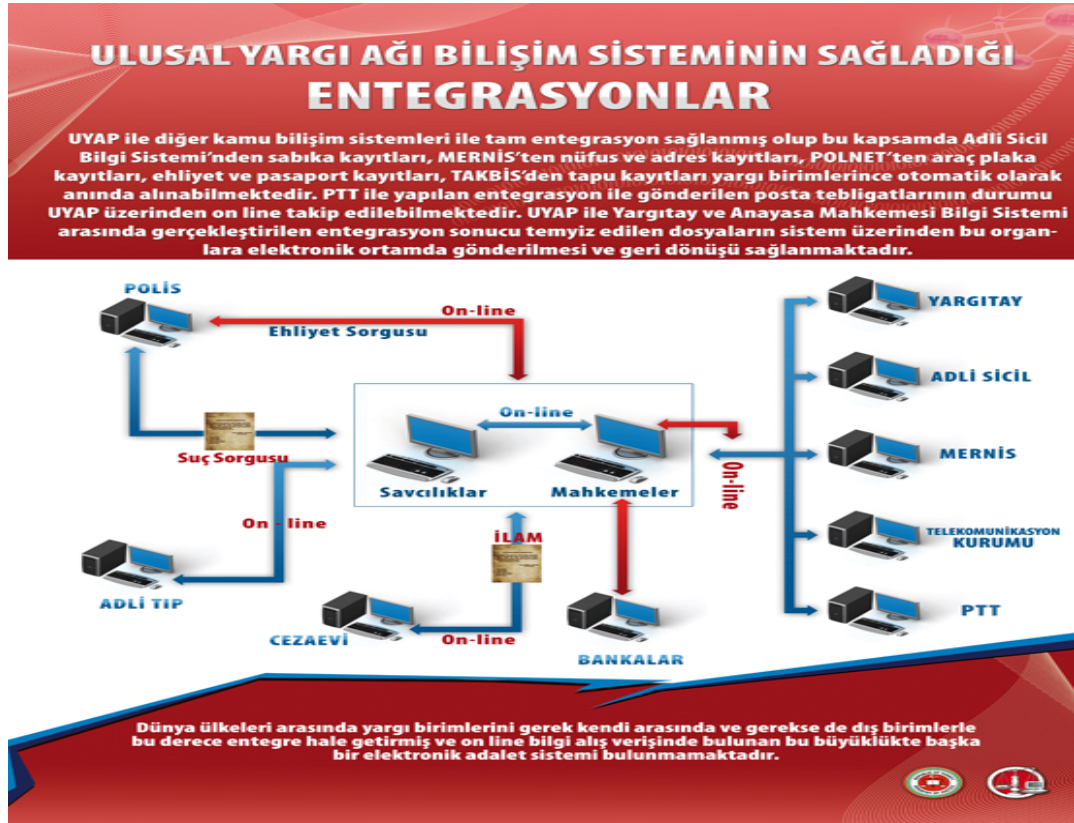 ULUSAL YARGI AĞI BİLİŞİM SİSTEMİNİN SAĞLADIĞI
ENTEGRASYONLAR
UYAP ile diğer kamu bilişim sistemleri ile tam entegrasyon sağlanmış olup bu kapsamda Adli Sicil
Bilgi Sistemi'nden sabıka kayıtları, MERNİS'ten nüfus ve adres kayıtları, POLNET'ten araç plaka
kayıtları, ehliyet ve pasaport kayıtları, TAKBİS'den tapu kayıtları yargı birimlerince otomatik olarak
anında alınabilmektedir. PTT ile yapılan entegrasyon ile gönderilen posta tebligatlarının durumu
UYAP üzerinden on line takip edilebilmektedir. UYAP ile Yargıtay ve Anayasa Mahkemesi Bilgi Sistemi
arasında gerçekleştirilen entegrasyon sonucu temyiz edilen dosyaların sistem üzerinden bu organ-
lara elektronik ortamda gönderilmesi ve geri dönüşü sağlanmaktadır.
POLİS
On-line
Ehliyet Sorgusu
YARGITAY
ADLİ SİCİL
On-line
Suç Sorgusu
Savcılıklar
Mahkemeler
On-line
MERNİS
On - line
İLAM
TELEKOMUNİKASYON
KURUMU
ADLİ TIP
CEZAEVİ
On-line
BANKALAR
PTT
Dünya ülkeleri arasında yargı birimlerini gerek kendi arasında ve gerekse de dış birimlerle
bu derece entegre hale getirmiş ve on line bilgi alış verişinde bulunan bu büyüklükte başka
bir elektronik adalet sistemi bulunmamaktadır.